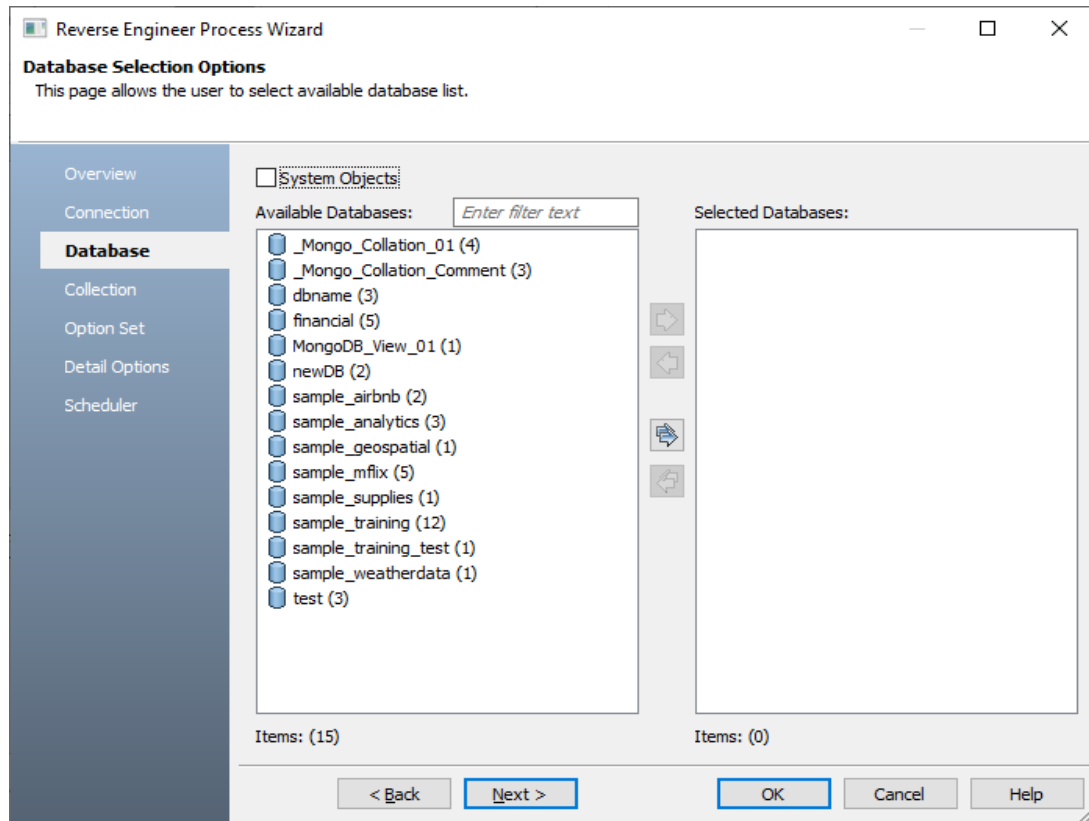 Reverse Engineer Process Wizard
Database Selection Options
This page allows the user to select available database list.
Overview
Connection
Database
Collection
Option Set
Detail Options
Scheduler
System Objects
Available Databases:
Enter filter text
_Mongo_Collation_01 (4)
_Mongo_Collation_Comment (3)
dbname (3)
financial (5)
MongoDB_View_01 (1)
newDB (2)
sample_airbnb (2)
sample_analytics (3)
sample_geospatial (1)
sample_mflix (5)
sample_supplies (1)
sample_training (12)
sample_training_test (1)
sample_weatherdata (1)
test (3)
Items: (15)
Selected Databases:
Items: (0)
< Back
Next >
OK
Cancel
Help